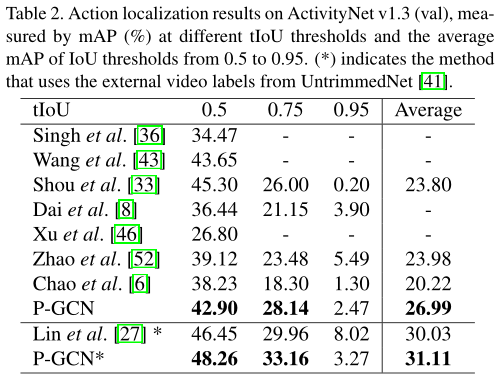 Table 2. Action localization results on ActivityNet v1.3 (val), mea-
sured by mAP (%) at different tIoU thresholds and the average
mAP of IoU thresholds from 0.5 to 0.95. (*) indicates the method
that uses the external video labels from UntrimmedNet [41].
tIoU 0.5 0.75 0.95 Average
Singh et al. [36] 34.47 - - -
Wang et al. [43] 43.65 - - -
Shou et al. [33] 45.30 26.00 0.20 23.80
Dai et al. [8] 36.44 21.15 3.90 -
Xu et al. [46] 26.80 - - -
Zhao et al. [52] 39.12 23.48 5.49 23.98
Chao et al. [6] 38.23 18.30 1.30 20.22
P-GCN 42.90 28.14 2.47 26.99
Lin et al. [27] * 46.45 29.96 8.02 30.03
P-GCN* 48.26 33.16 3.27 31.11